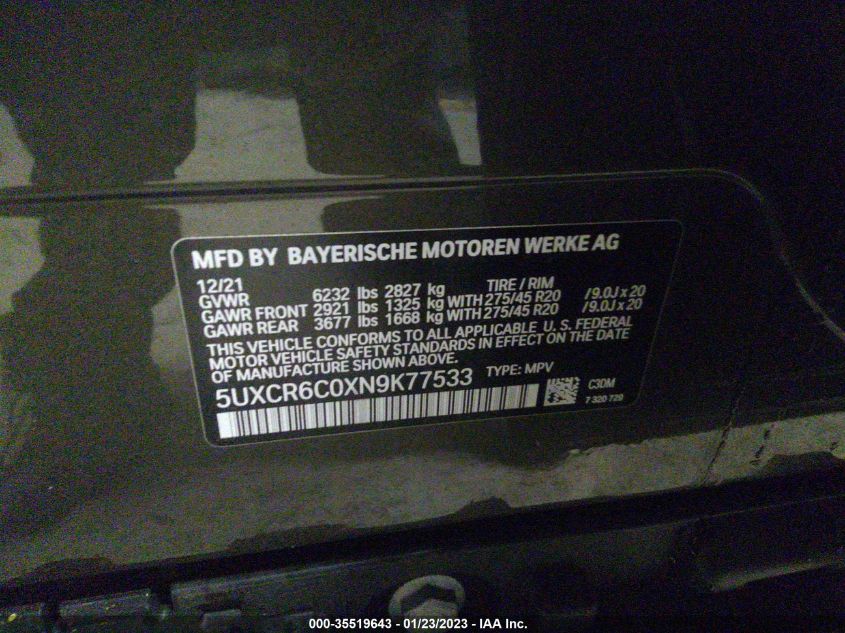 MFD BY BAYERISCHE MOTOREN WERKE AG
12/21 TIRE / RIM
GVWR 6232 lbs 2827 kg
GAWR FRONT 2921 lbs 1325 kg WITH 275/45 R20 /9.0J x 20
GAWR REAR 3677 lbs 1668 kg WITH 275/45 R20 /9.0J x 20
THIS VEHICLE CONFORMS TO ALL APPLICABLE U. S. FEDERAL
MOTOR VEHICLE SAFETY STANDARDS IN EFFECT ON THE DATE
OF MANUFACTURE SHOWN ABOVE.
5UXCR6C0XN9K77533 TYPE: MPV
C3DM
7 320 729
000-35519643 - 01/23/2023 - IAA Inc.